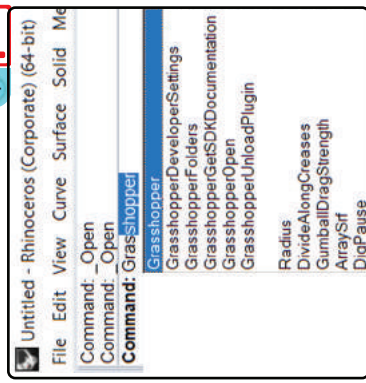 Untitled - Rhinoceros (Corporate) (64-bit)
File Edit View Curve Surface Solid Me
Command: _Open
Command: _Open
Command: Grasshopper
Grasshopper
GrasshopperDeveloperSettings
GrasshopperFolders
GrasshopperGetSDKDocumentation
GrasshopperOpen
GrasshopperUnloadPlugin
Radius
DivideAlongCreases
GumballDragStrength
ArraySrf
DigPause